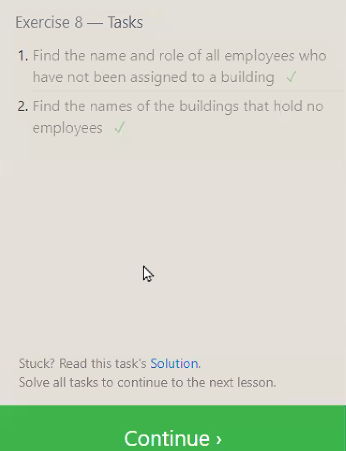 Exercise 8 — Tasks
1. Find the name and role of all employees who
have not been assigned to a building ✓
2. Find the names of the buildings that hold no
employees ✓
Stuck? Read this task's Solution.
Solve all tasks to continue to the next lesson.
Continue ›